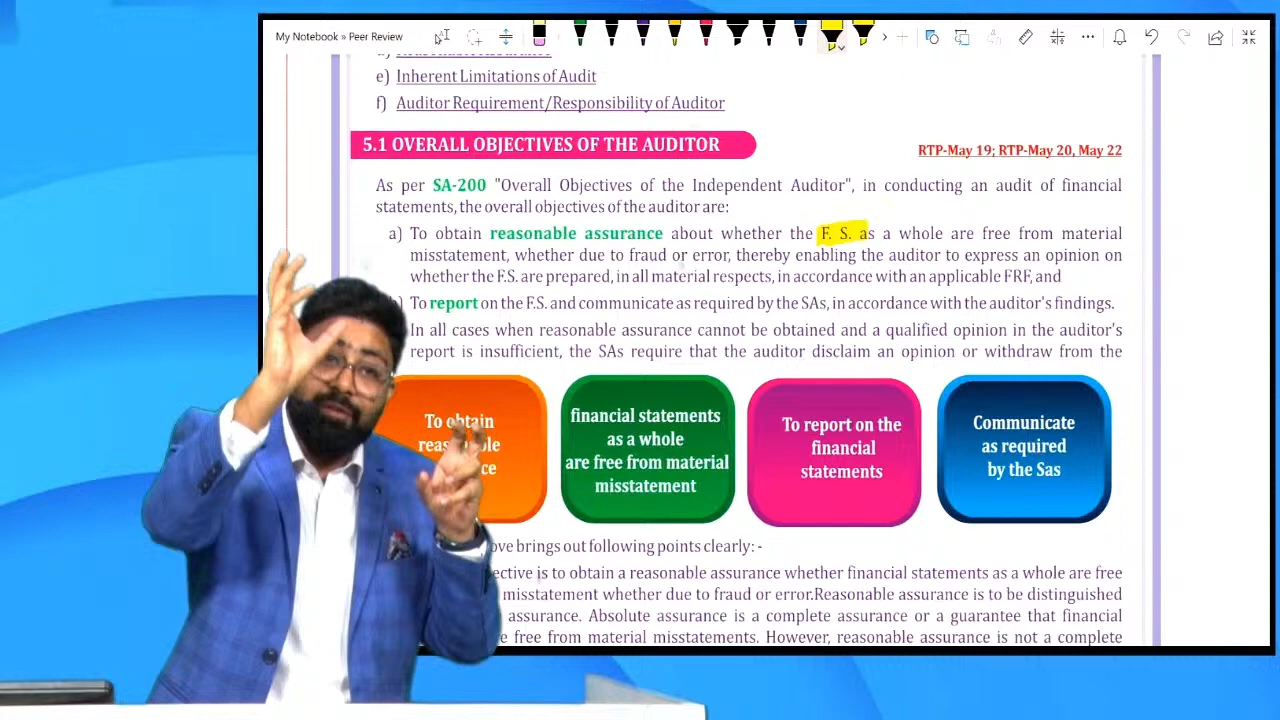 My Notebook » Peer Review
e) Inherent Limitations of Audit
f) Auditor Requirement/Responsibility of Auditor
5.1 OVERALL OBJECTIVES OF THE AUDITOR
RTP-May 19; RTP-May 20, May 22
As per SA-200 "Overall Objectives of the Independent Auditor", in conducting an audit of financial
statements, the overall objectives of the auditor are:
a) To obtain reasonable assurance about whether the F. S. as a whole are free from material
misstatement, whether due to fraud or error, thereby enabling the auditor to express an opinion on
whether the F.S. are prepared, in all material respects, in accordance with an applicable FRF, and
To report on the F.S. and communicate as required by the SAs, in accordance with the auditor's findings.
In all cases when reasonable assurance cannot be obtained and a qualified opinion in the auditor's
report is insufficient, the SAs require that the auditor disclaim an opinion or withdraw from the
To obtain
financial statements
as a whole
are free from material
misstatement
To report on the
financial
statements
Communicate
as required
by the Sas
brings out following points clearly: -
is to obtain a reasonable assurance whether financial statements as a whole are free
misstatement whether due to fraud or error.Reasonable assurance is to be distinguished
assurance. Absolute assurance is a complete assurance or a guarantee that financial
free from material misstatements. However, reasonable assurance is not a complete